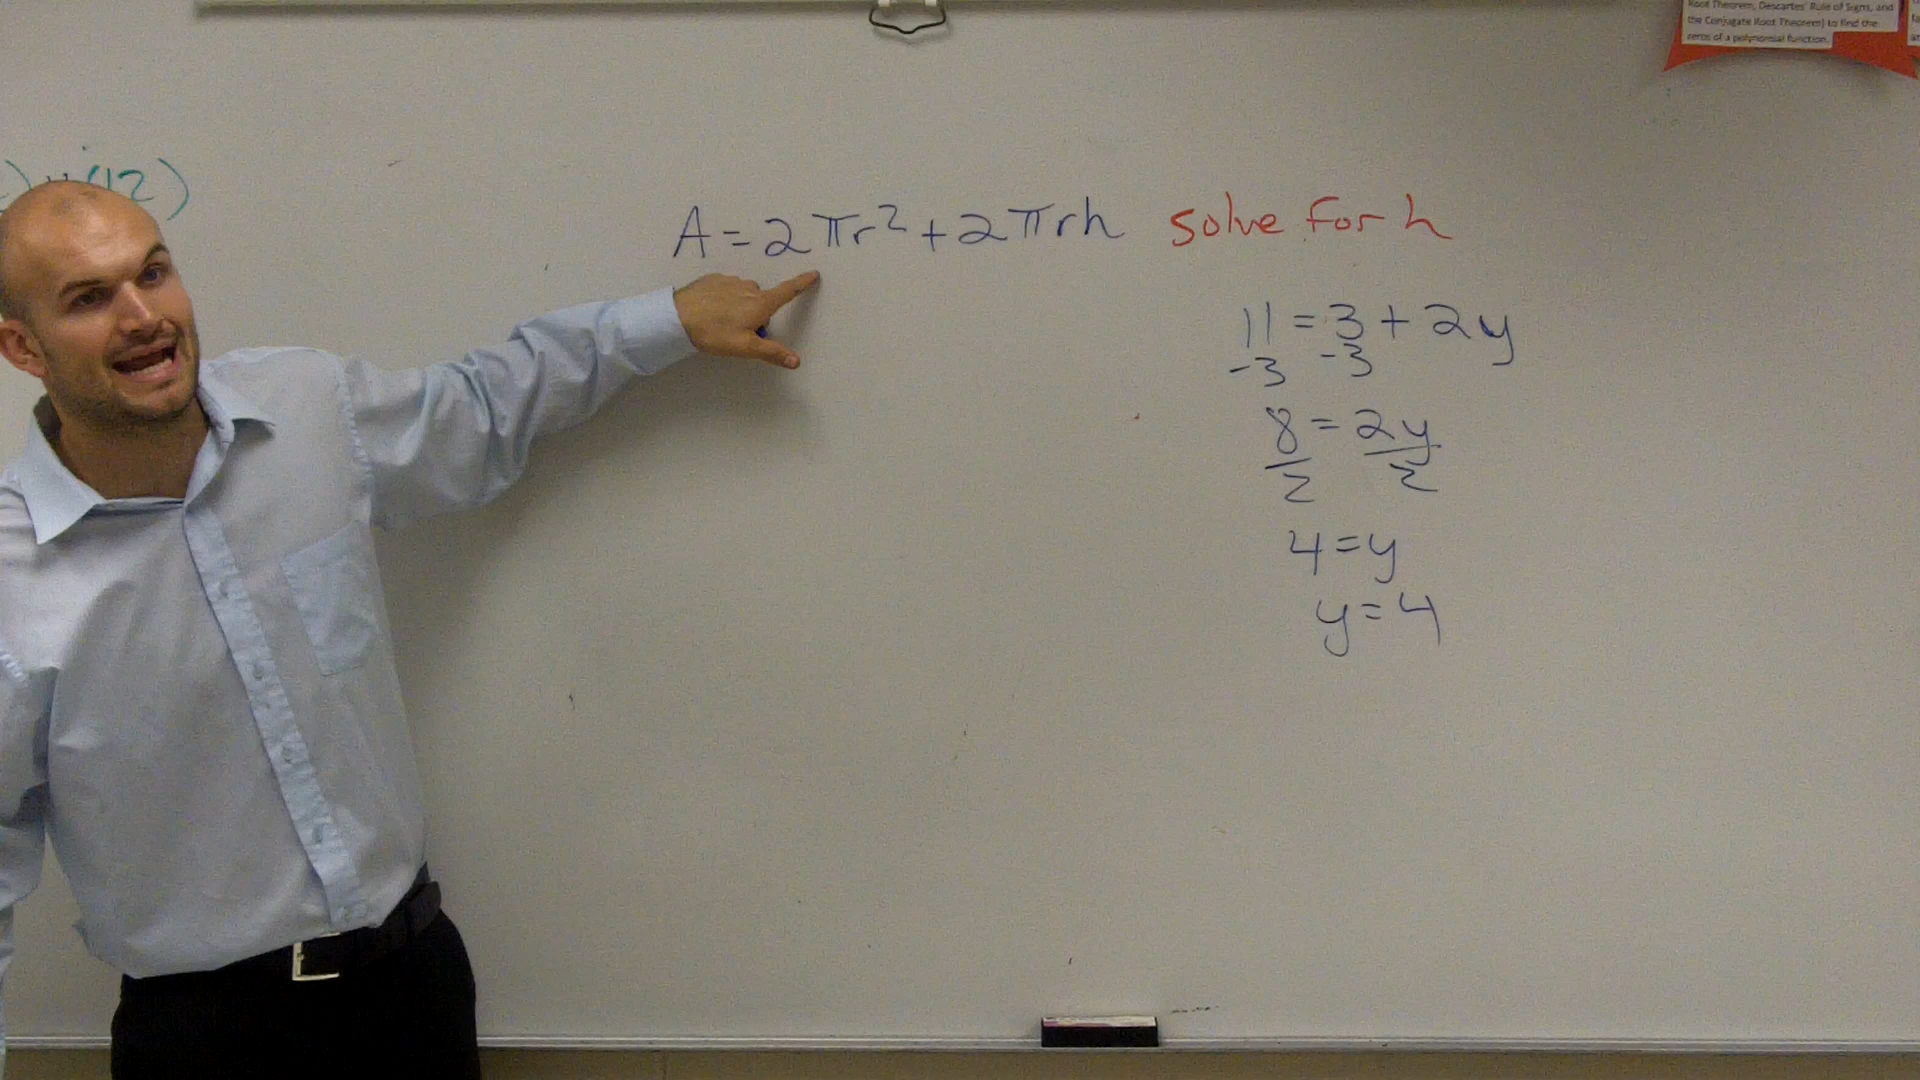 Root Theorem, Descartes' Rule of Signs, and
the Conjugate Root Theorem) to find the
zeros of a polynomial function.
(12)
A = 2πr² + 2πrh solve for h
11 = 3 + 2y
-3 -3
8 = 2y
2 2
4 = y
y = 4